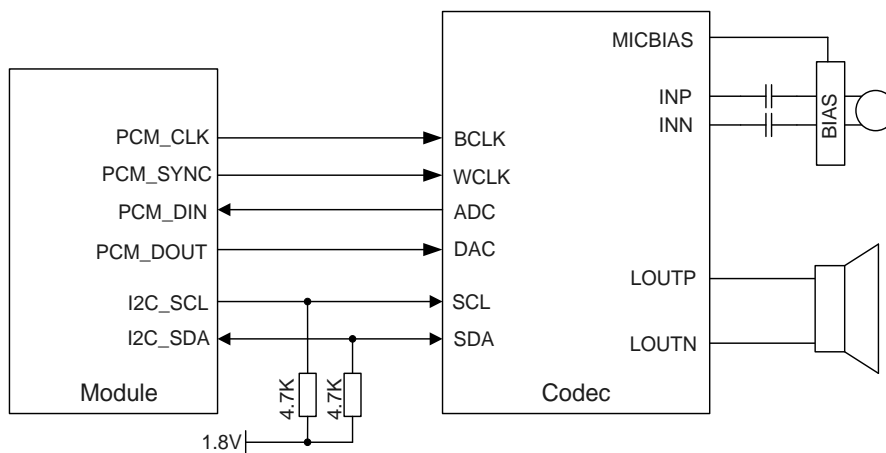 MICBIAS
INP
INN
BIAS
PCM_CLK
BCLK
PCM_SYNC
WCLK
PCM_DIN
ADC
PCM_DOUT
DAC
LOUTP
I2C_SCL
SCL
I2C_SDA
SDA
LOUTN
Module
4.7K
4.7K
Codec
1.8V